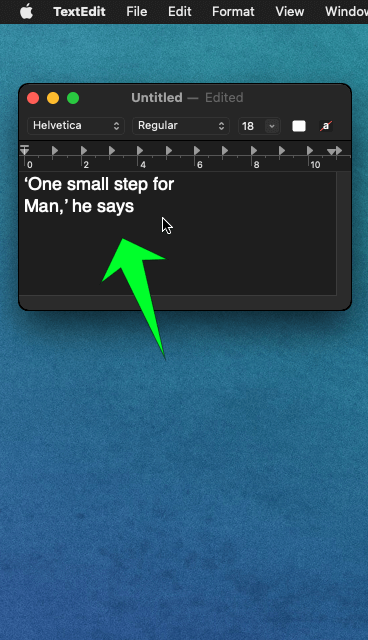 TextEdit File Edit Format View Window
Untitled — Edited
Helvetica Regular 18 a
0 2 4 6 8 10
‘One small step for
Man,’ he says